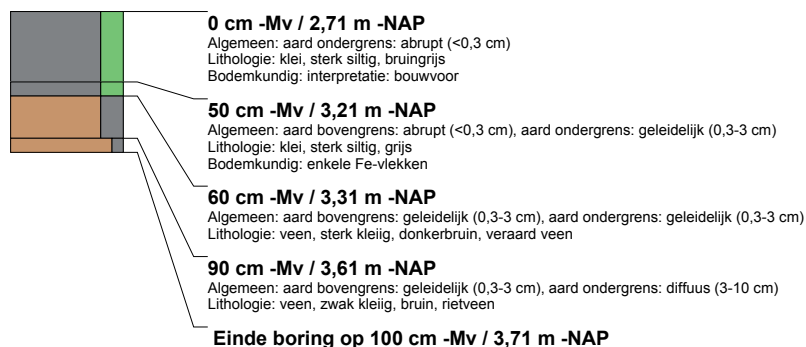 0 cm -Mv / 2,71 m -NAP
Algemeen: aard ondergrens: abrupt (<0,3 cm)
Lithologie: klei, sterk siltig, bruingrijs
Bodemkundig: interpretatie: bouwvoor
50 cm -Mv / 3,21 m -NAP
Algemeen: aard bovengrens: abrupt (<0,3 cm), aard ondergrens: geleidelijk (0,3-3 cm)
Lithologie: klei, sterk siltig, grijs
Bodemkundig: enkele Fe-vlekken
60 cm -Mv / 3,31 m -NAP
Algemeen: aard bovengrens: geleidelijk (0,3-3 cm), aard ondergrens: geleidelijk (0,3-3 cm)
Lithologie: veen, sterk kleiig, donkerbruin, veraard veen
90 cm -Mv / 3,61 m -NAP
Algemeen: aard bovengrens: geleidelijk (0,3-3 cm), aard ondergrens: diffuus (3-10 cm)
Lithologie: veen, zwak kleiig, bruin, rietveen
Einde boring op 100 cm -Mv / 3,71 m -NAP